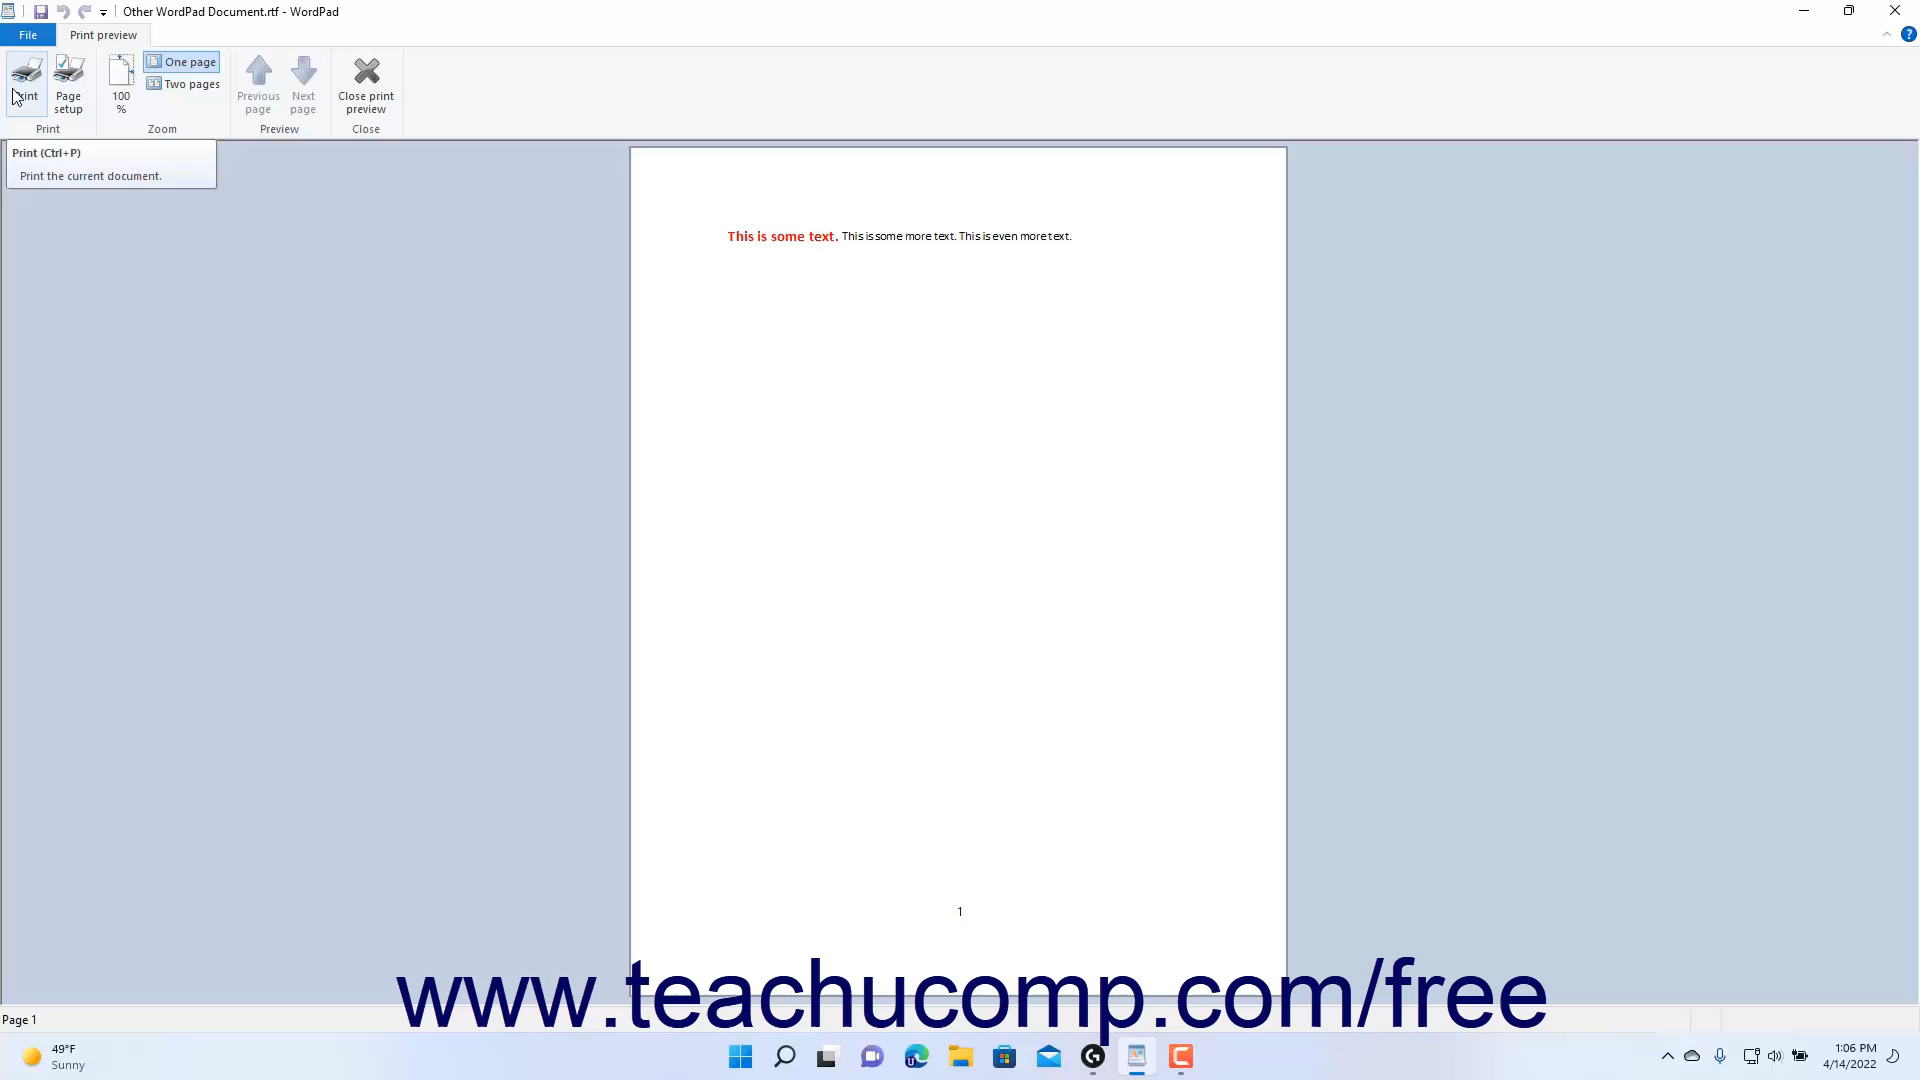 Other WordPad Document.rtf - WordPad
File Print preview
Print Page setup 100 % One page Two pages Previous page Next page Close print preview
Print Zoom Preview Close
Print (Ctrl+P)
Print the current document.
This is some text. This is some more text. This is even more text.
1
www.teachucomp.com/free
Page 1
49°F
Sunny
1:06 PM
4/14/2022